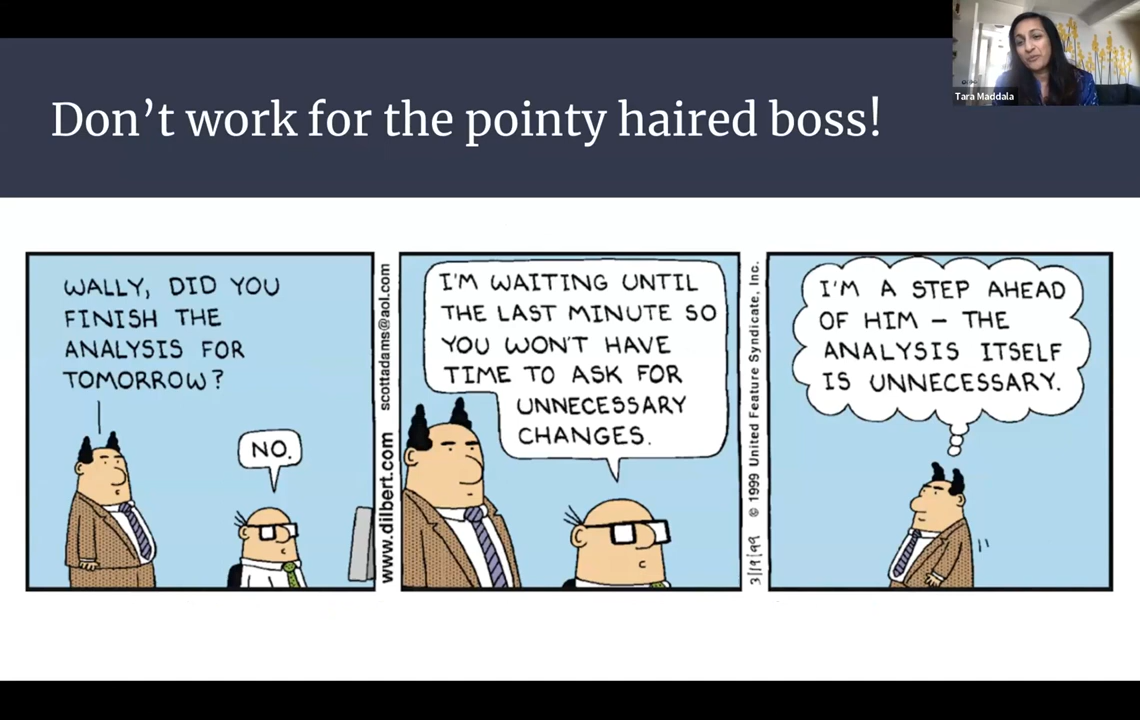 Tara Maddala
Don't work for the pointy haired boss!
WALLY, DID YOU
FINISH THE
ANALYSIS FOR
TOMORROW?
NO.
www.dilbert.com scottadams@aol.com
I'M WAITING UNTIL
THE LAST MINUTE SO
YOU WON'T HAVE
TIME TO ASK FOR
UNNECESSARY
CHANGES.
3/19/99 © 1999 United Feature Syndicate, Inc.
I'M A STEP AHEAD
OF HIM – THE
ANALYSIS ITSELF
IS UNNECESSARY.